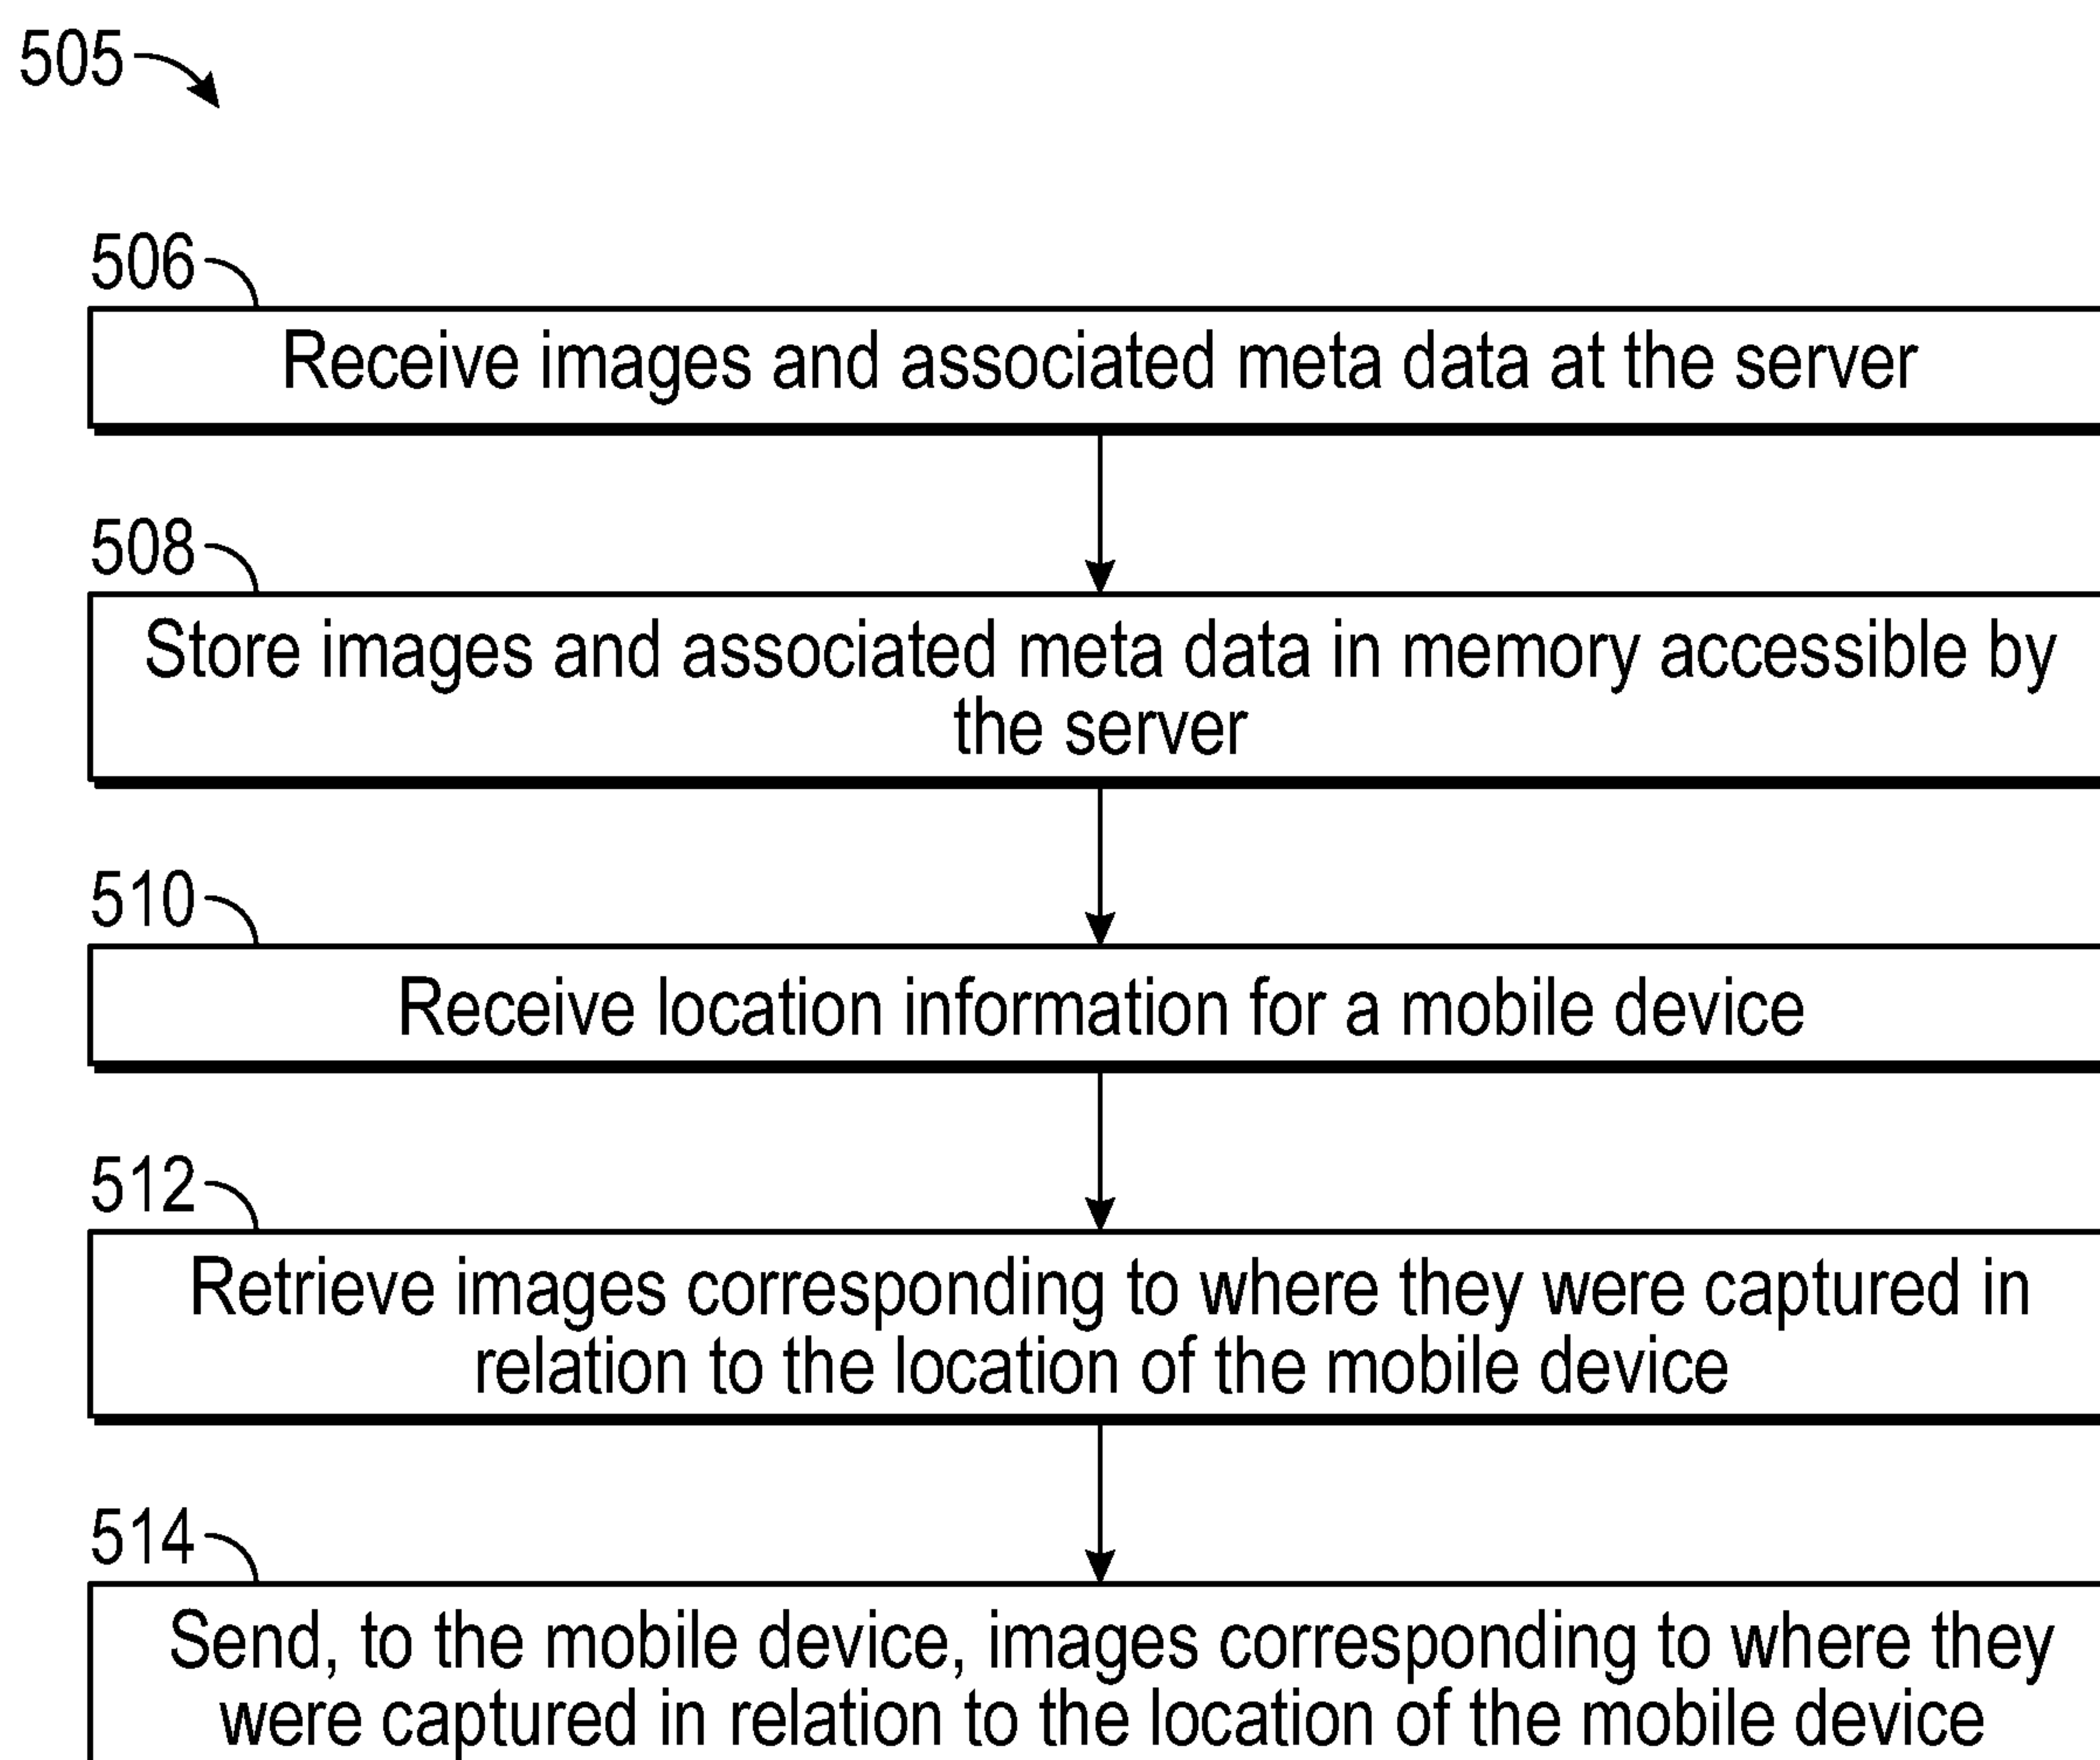 505
506
Receive images and associated meta data at the server
508
Store images and associated meta data in memory accessible by
the server
510
Receive location information for a mobile device
512
Retrieve images corresponding to where they were captured in
relation to the location of the mobile device
514
Send, to the mobile device, images corresponding to where they
were captured in relation to the location of the mobile device